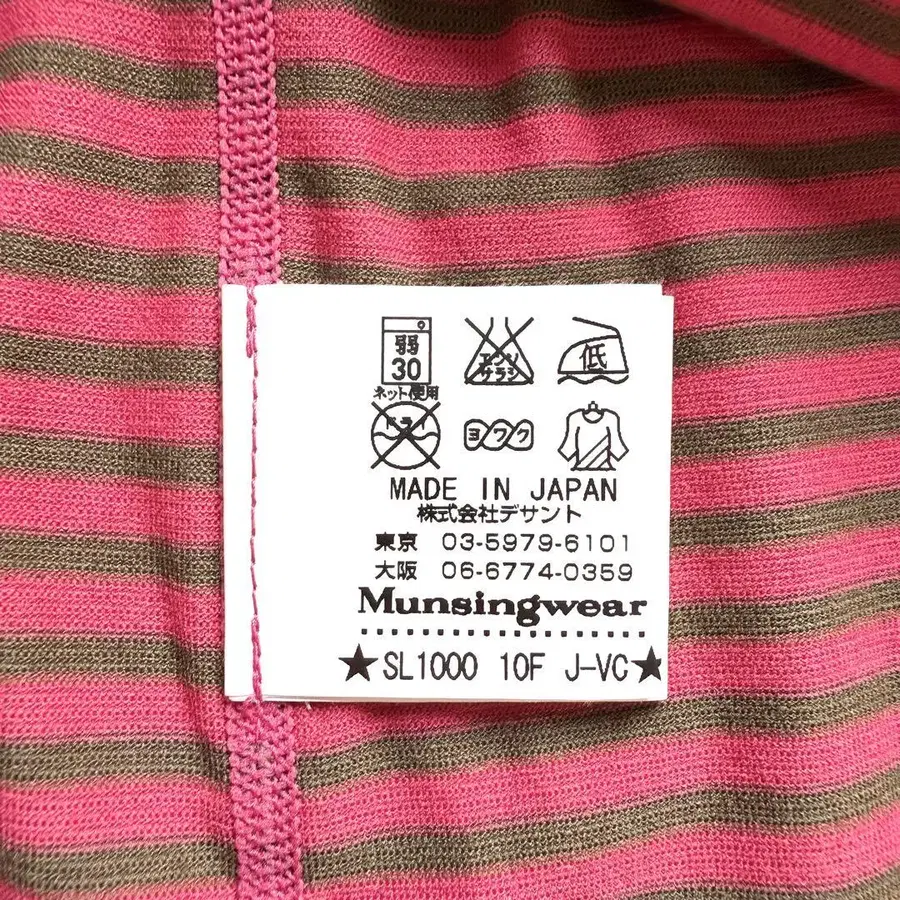 弱 エンソ 低
30 サラシ
ネット使用
ドライ ヨワク
MADE IN JAPAN
株式会社デサント
東京 03-5979-6101
大阪 06-6774-0359
Munsingwear
★SL1000 10F J-VC★